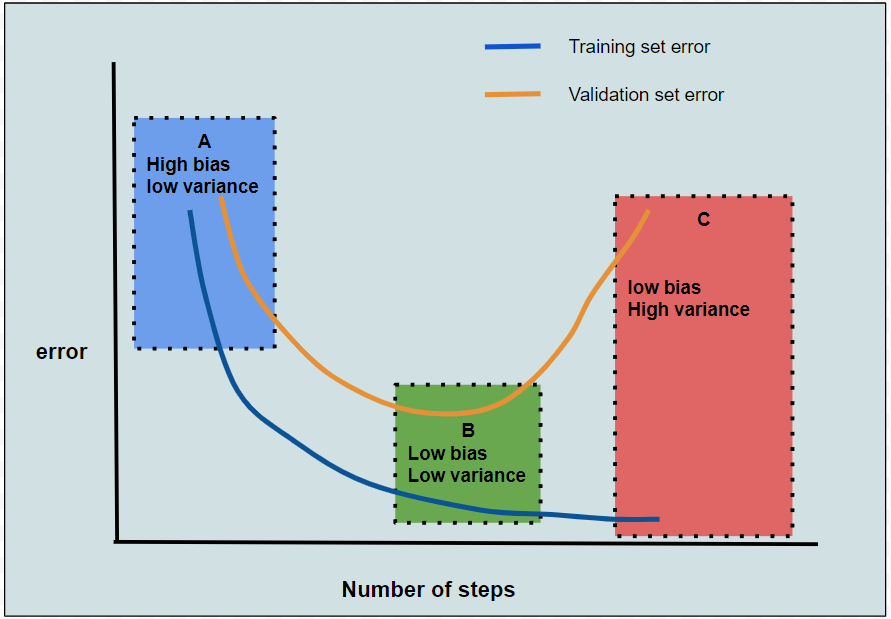 Training set error
Validation set error
A
High bias
low variance
C
low bias
High variance
error
B
Low bias
Low variance
Number of steps